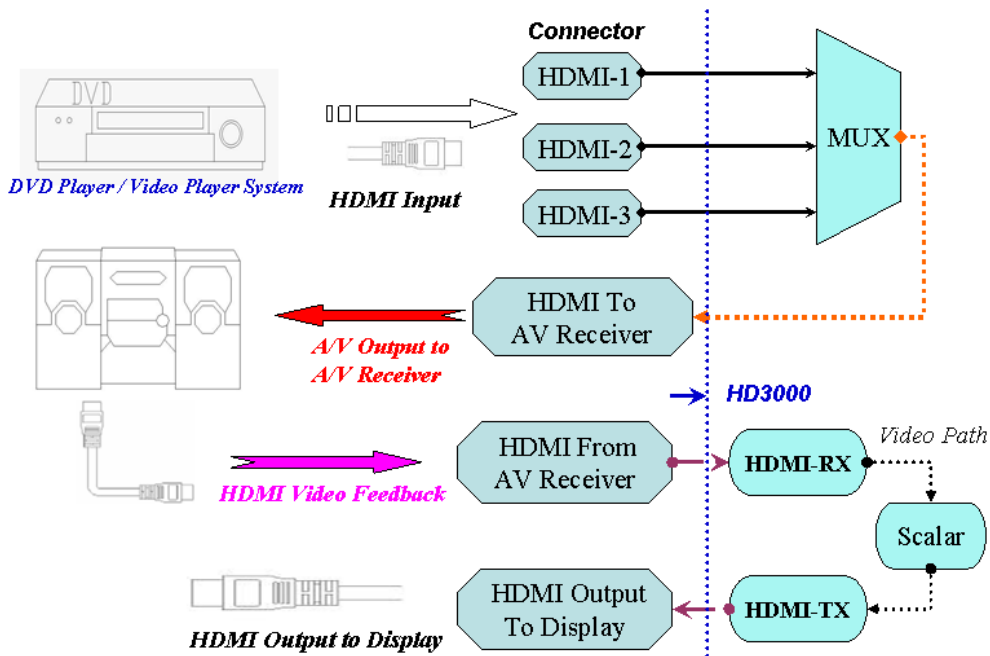 Connector
DVD
DVD Player / Video Player System
HDMI Input
HDMI-1
HDMI-2
HDMI-3
MUX
HDMI To
AV Receiver
A/V Output to
A/V Receiver
HD3000
HDMI From
AV Receiver
HDMI Video Feedback
HDMI-RX
Video Path
Scalar
HDMI Output
To Display
HDMI-TX
HDMI Output to Display